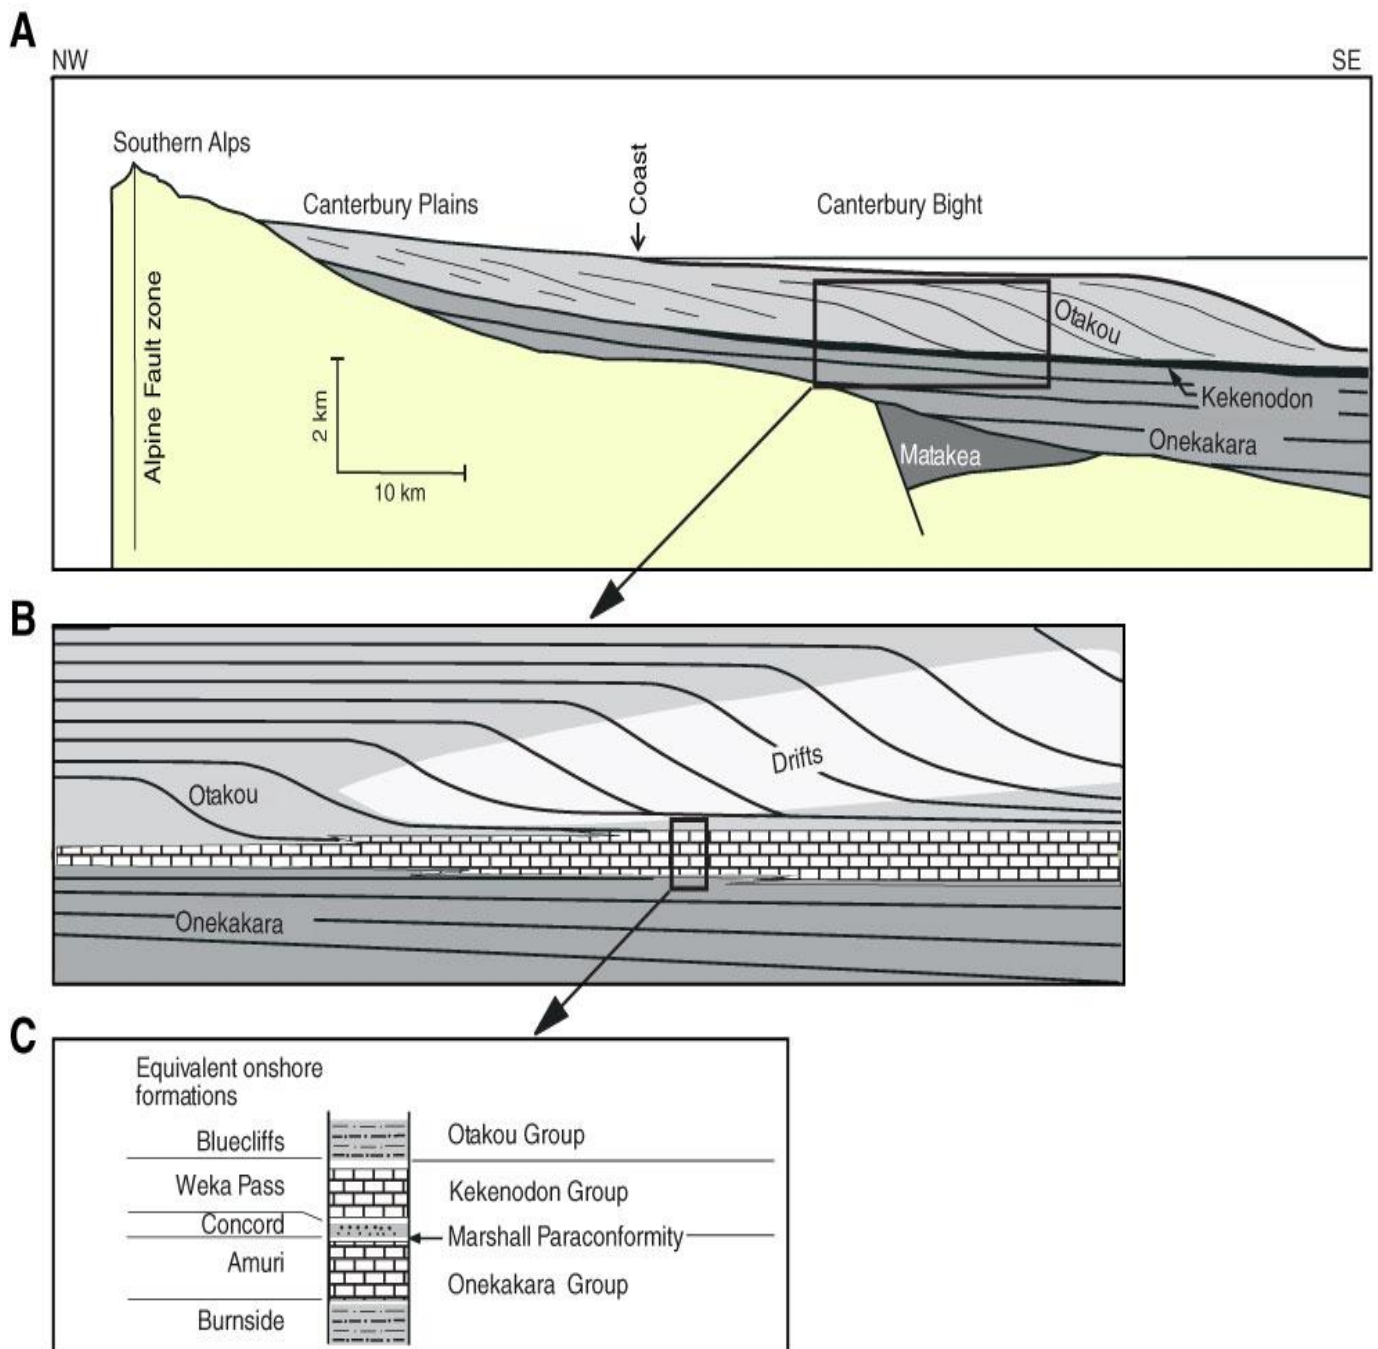 A
NW
SE
Southern Alps
Canterbury Plains
Coast
Canterbury Bight
Alpine Fault zone
2 km
10 km
Otakou
Kekenodon
Onekakara
Matakea
B
Drifts
Otakou
Onekakara
C
Equivalent onshore
formations
Bluecliffs
Otakou Group
Weka Pass
Kekenodon Group
Concord
Marshall Paraconformity
Amuri
Onekakara Group
Burnside